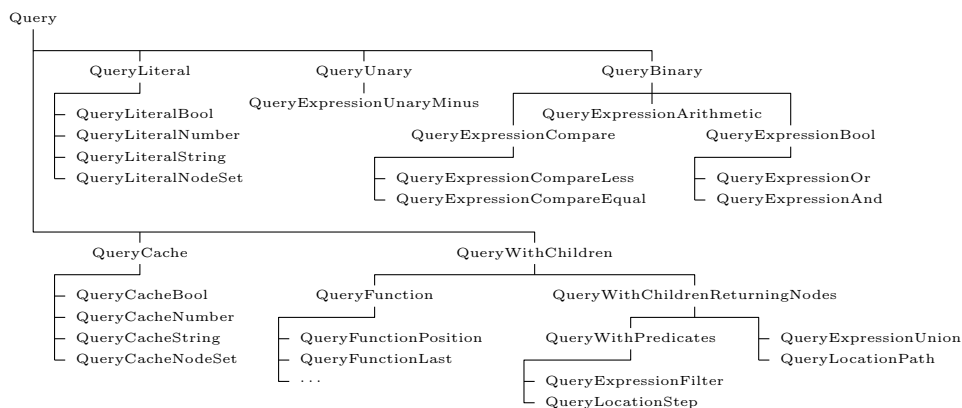 Query
QueryLiteral QueryUnary QueryBinary
QueryExpressionUnaryMinus
QueryLiteralBool QueryExpressionArithmetic
QueryLiteralNumber QueryExpressionCompare QueryExpressionBool
QueryLiteralString
QueryLiteralNodeSet QueryExpressionCompareLess QueryExpressionOr
QueryExpressionCompareEqual QueryExpressionAnd
QueryCache QueryWithChildren
QueryCacheBool QueryFunction QueryWithChildrenReturningNodes
QueryCacheNumber
QueryCacheString QueryFunctionPosition QueryWithPredicates QueryExpressionUnion
QueryCacheNodeSet QueryFunctionLast QueryLocationPath
... QueryExpressionFilter
QueryLocationStep